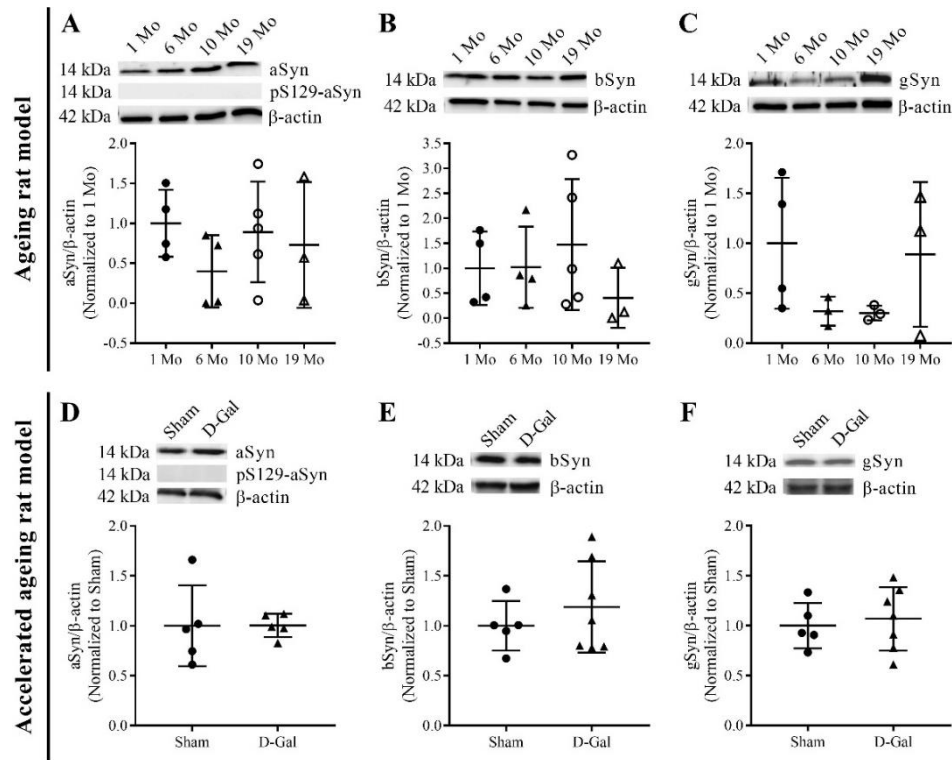 Ageing rat model
A
1 Mo 6 Mo 10 Mo 19 Mo
14 kDa aSyn
14 kDa pS129-aSyn
42 kDa β-actin
aSyn/β-actin
(Normalized to 1 Mo)
2.0
1.5
1.0
0.5
0.0
-0.5
1 Mo 6 Mo 10 Mo 19 Mo
B
1 Mo 6 Mo 10 Mo 19 Mo
14 kDa bSyn
42 kDa β-actin
bSyn/β-actin
(Normalized to 1 Mo)
3.5
3.0
2.5
2.0
1.5
1.0
0.5
0.0
-0.5
1 Mo 6 Mo 10 Mo 19 Mo
C
1 Mo 6 Mo 10 Mo 19 Mo
14 kDa gSyn
42 kDa β-actin
gSyn/β-actin
(Normalized to 1 Mo)
2.0
1.5
1.0
0.5
0.0
1 Mo 6 Mo 10 Mo 19 Mo
Accelerated ageing rat model
D
Sham D-Gal
14 kDa aSyn
14 kDa pS129-aSyn
42 kDa β-actin
aSyn/β-actin
(Normalized to Sham)
2.0
1.5
1.0
0.5
0.0
Sham D-Gal
E
Sham D-Gal
14 kDa bSyn
42 kDa β-actin
bSyn/β-actin
(Normalized to Sham)
2.0
1.5
1.0
0.5
0.0
Sham D-Gal
F
Sham D-Gal
14 kDa gSyn
42 kDa β-actin
gSyn/β-actin
(Normalized to Sham)
2.0
1.5
1.0
0.5
0.0
Sham D-Gal